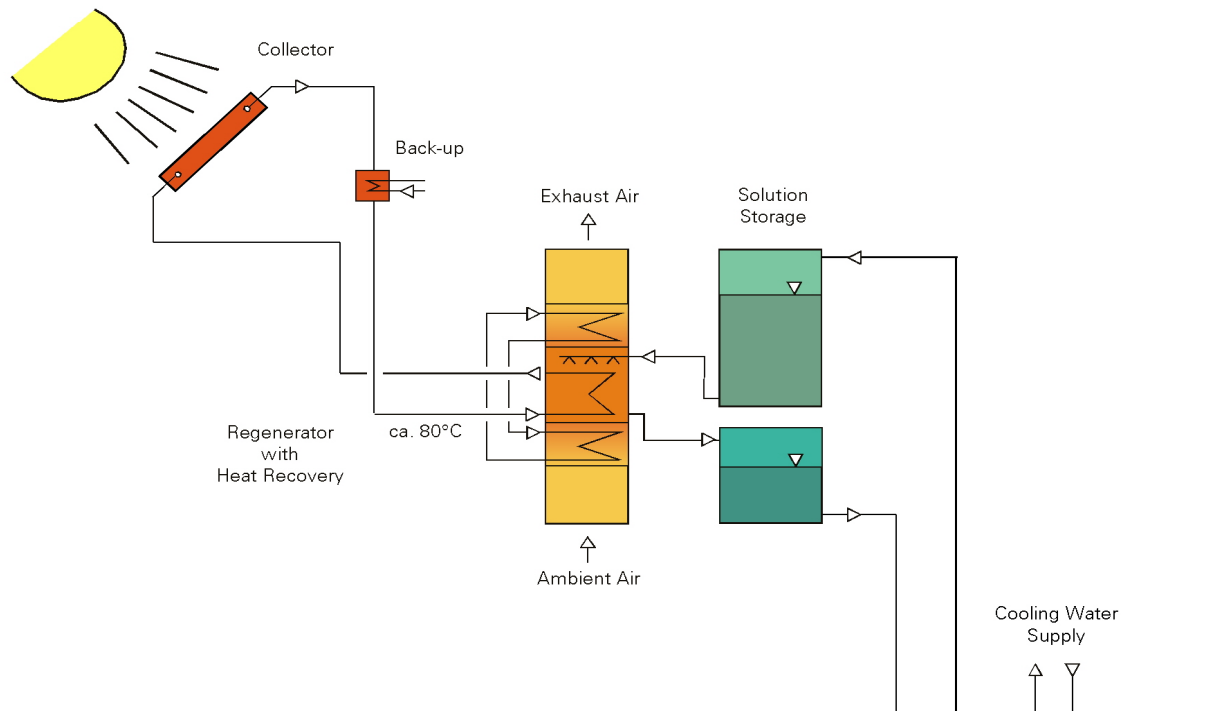 Collector
Back-up
Exhaust Air
Solution
Storage
ca. 80°C
Regenerator
with
Heat Recovery
Ambient Air
Cooling Water
Supply